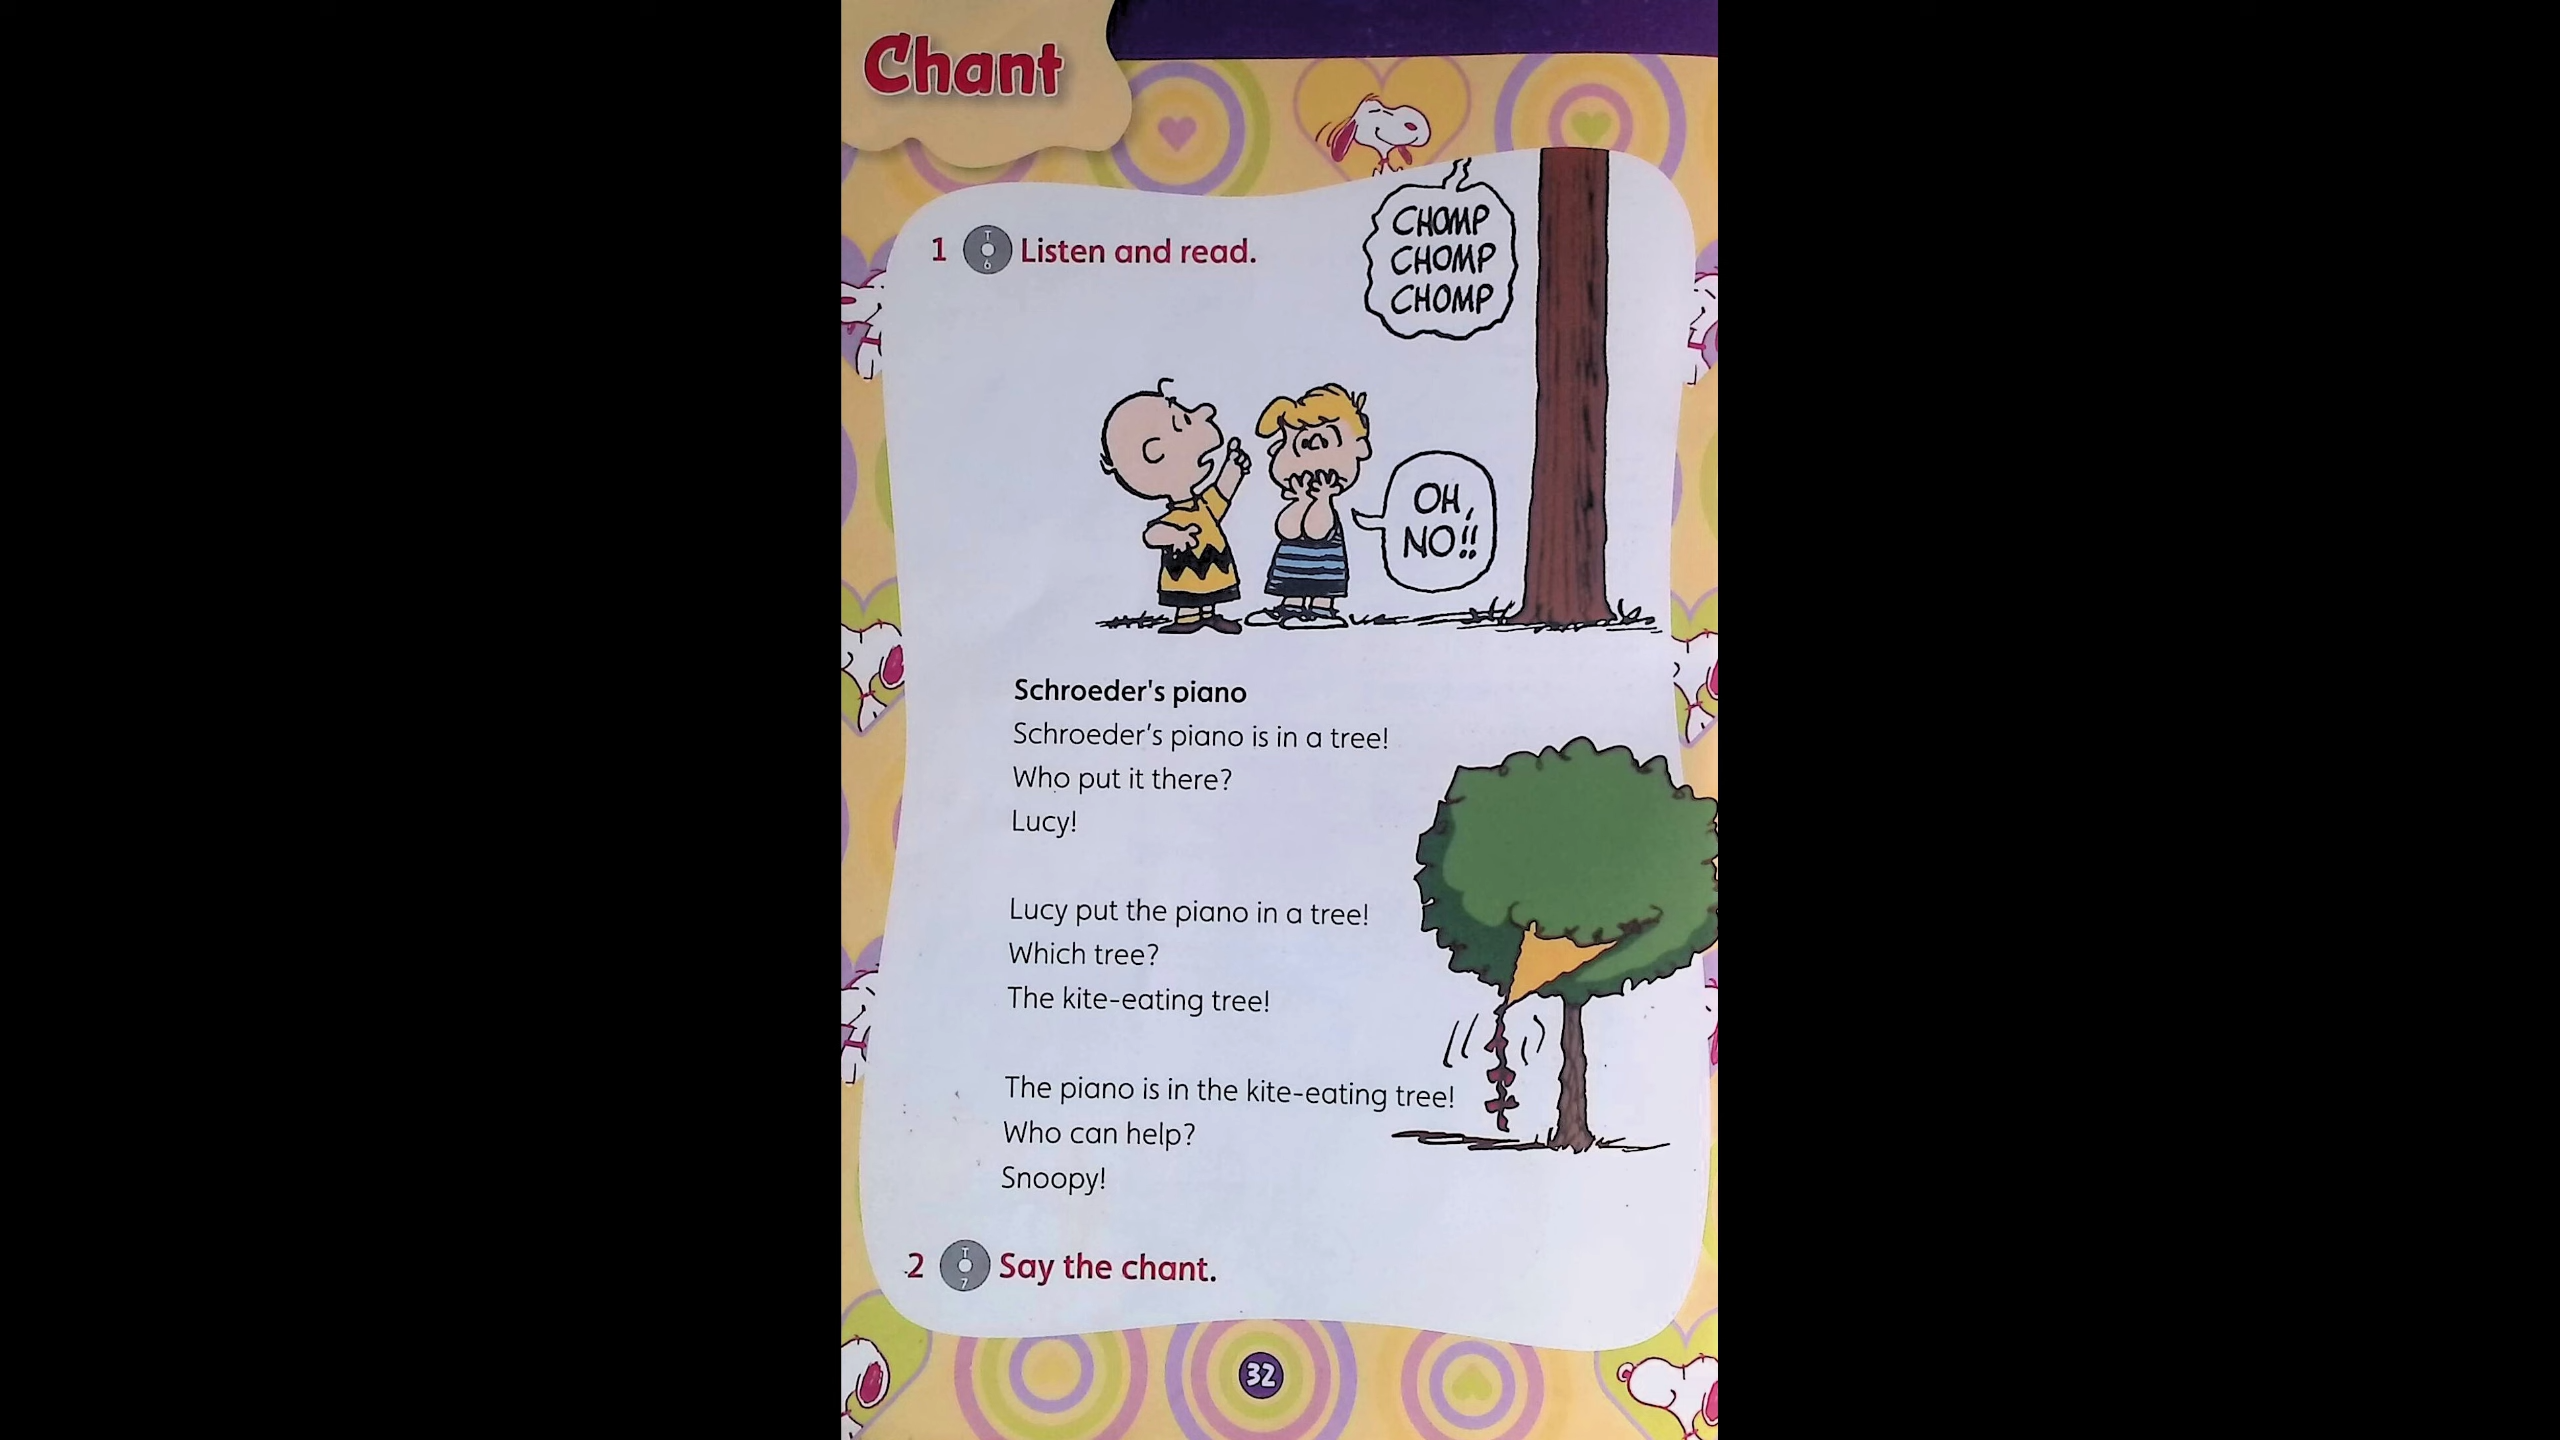 Chant
1 T 6 Listen and read.
CHOMP
CHOMP
CHOMP
OH,
NO!!
Schroeder's piano
Schroeder's piano is in a tree!
Who put it there?
Lucy!
Lucy put the piano in a tree!
Which tree?
The kite-eating tree!
The piano is in the kite-eating tree!
Who can help?
Snoopy!
2 T 7 Say the chant.
32